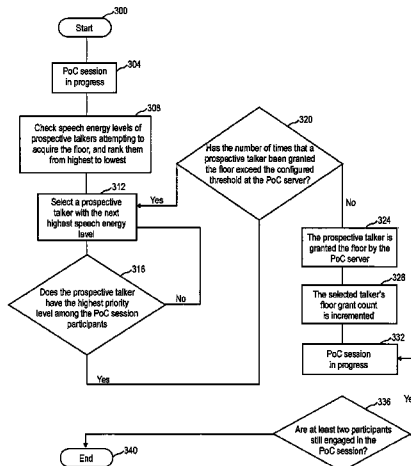 300
Start
304
PoC session
in progress
308
Check speech energy levels of
prospective talkers attempting to
acquire the floor, and rank them
from highest to lowest
312
Select a prospective
talker with the next
highest speech energy
level
316
Does the prospective talker
have the highest priority
level among the PoC session
participants
No
Yes
320
Has the number of times that a
prospective talker been granted
the floor exceed the configured
threshold at the PoC server?
Yes
No
324
The prospective talker is
granted the floor by the
PoC server
328
The selected talker's
floor grant count
is incremented
332
PoC session
in progress
336
Are at least two participants
still engaged in the
PoC session?
Ye
End
340